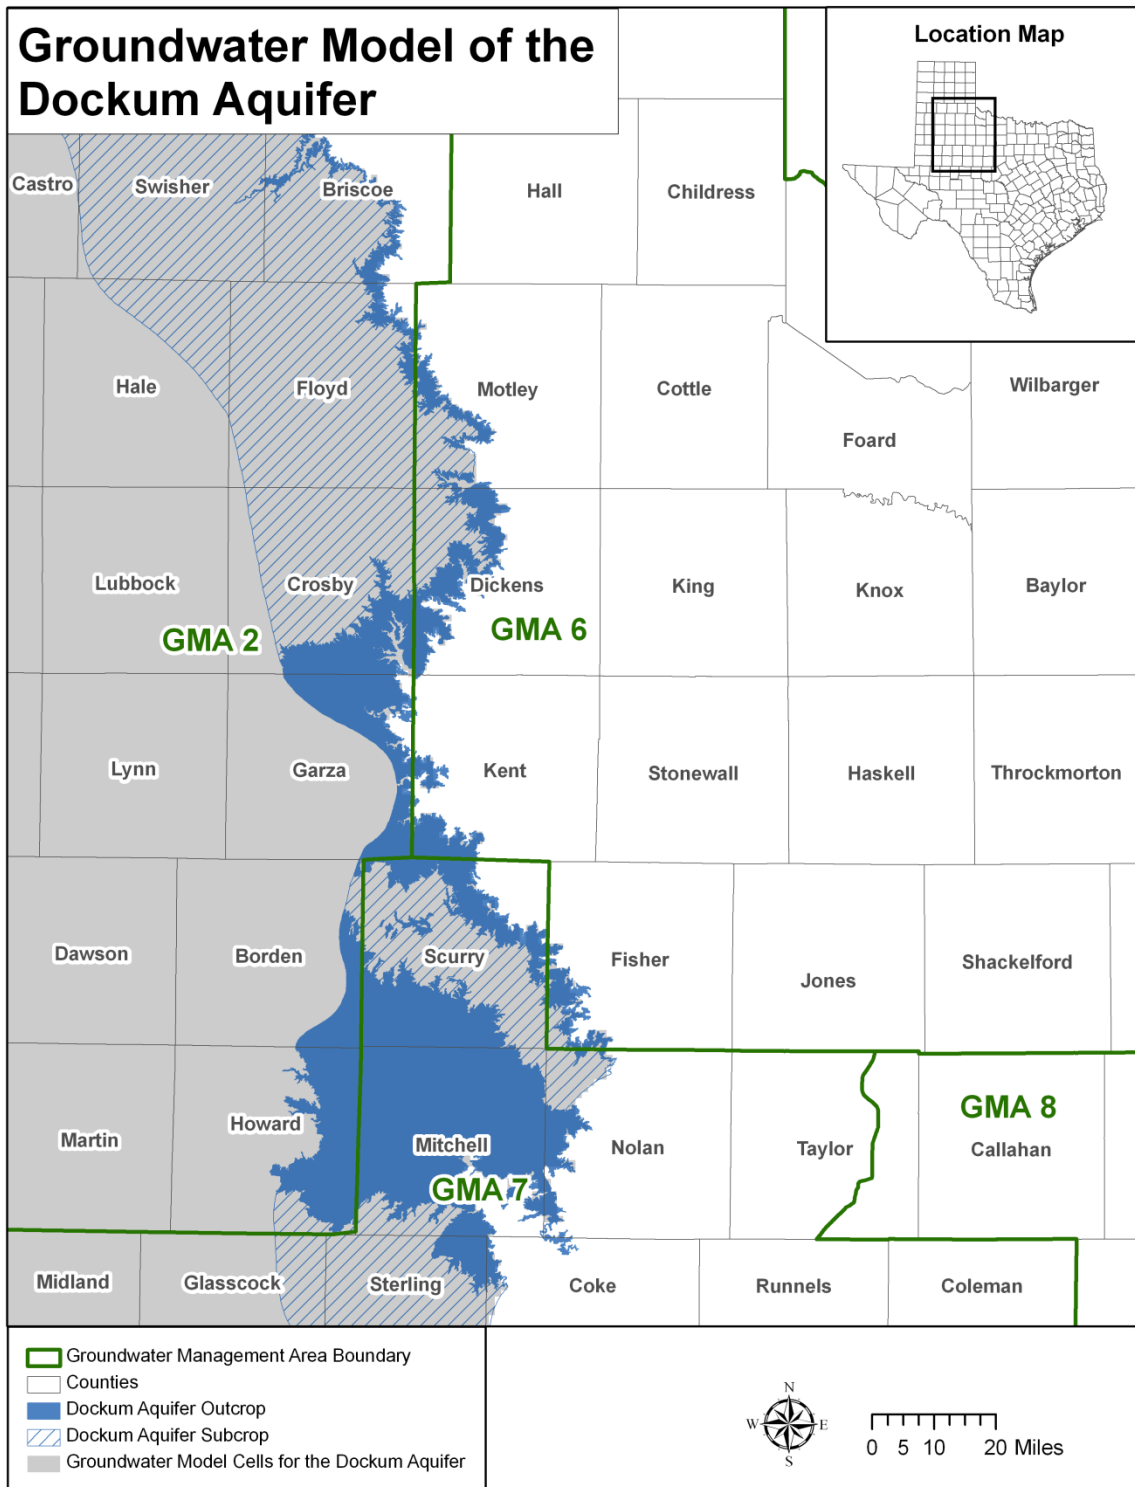 Groundwater Model of the
Dockum Aquifer
Location Map
Castro
Swisher
Briscoe
Hall
Childress
Hale
Floyd
Motley
Cottle
Foard
Wilbarger
Lubbock
Crosby
Dickens
King
Knox
Baylor
GMA 2
GMA 6
Lynn
Garza
Kent
Stonewall
Haskell
Throckmorton
Dawson
Borden
Scurry
Fisher
Jones
Shackelford
Martin
Howard
Mitchell
Nolan
Taylor
GMA 8
Callahan
GMA 7
Midland
Glasscock
Sterling
Coke
Runnels
Coleman
Groundwater Management Area Boundary
Counties
Dockum Aquifer Outcrop
Dockum Aquifer Subcrop
Groundwater Model Cells for the Dockum Aquifer
N
W E
S
0 5 10 20 Miles